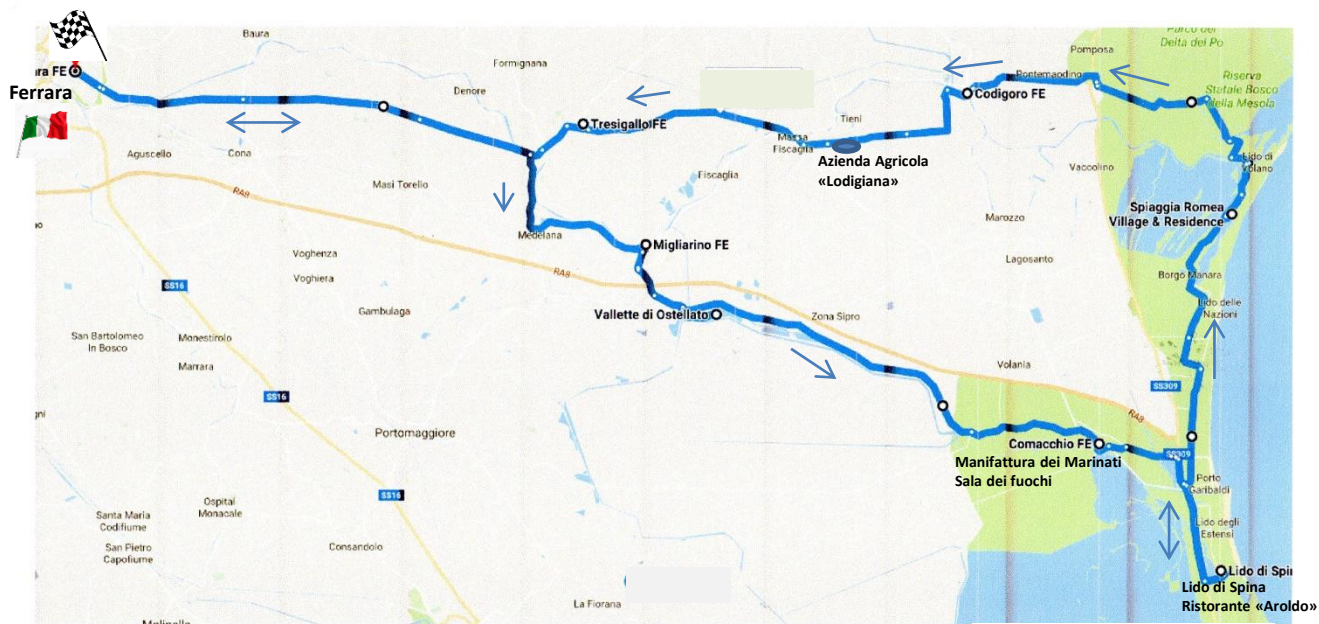 Parco del
Delta del Po
Baura
Pomposa
Formignana
Pontemaodino
Riserva
Statale Bosco
della Mesola
ara FE
Ferrara
Denore
Codigoro FE
Tresigallo FE
Tieni
Massa
Fiscaglia
Aguscello
Cona
Azienda Agricola
«Lodigiana»
Vaccolino
Lido di
Volano
Masi Torello
Fiscaglia
RA8
Spiaggia Romea
Village & Residence
Marozzo
Medelana
Migliarino FE
Voghenza
Lagosanto
Voghiera
RA8
Borgo Manara
SS16
Gambulaga
Vallette di Ostellato
Zona Sipro
Lido delle
Nazioni
San Bartolomeo
In Bosco
Monestirolo
Marrara
Volania
SS309
SS16
RA8
Portomaggiore
Comacchio FE
SS309
Manifattura dei Marinati
Sala dei fuochi
Porto
Garibaldi
SS16
Ospital
Monacale
Santa Maria
Codifiume
Lido degli
Estensi
San Pietro
Capofiume
Consandolo
Lido di Spin
Lido di Spina
Ristorante «Aroldo»
La Fiorana